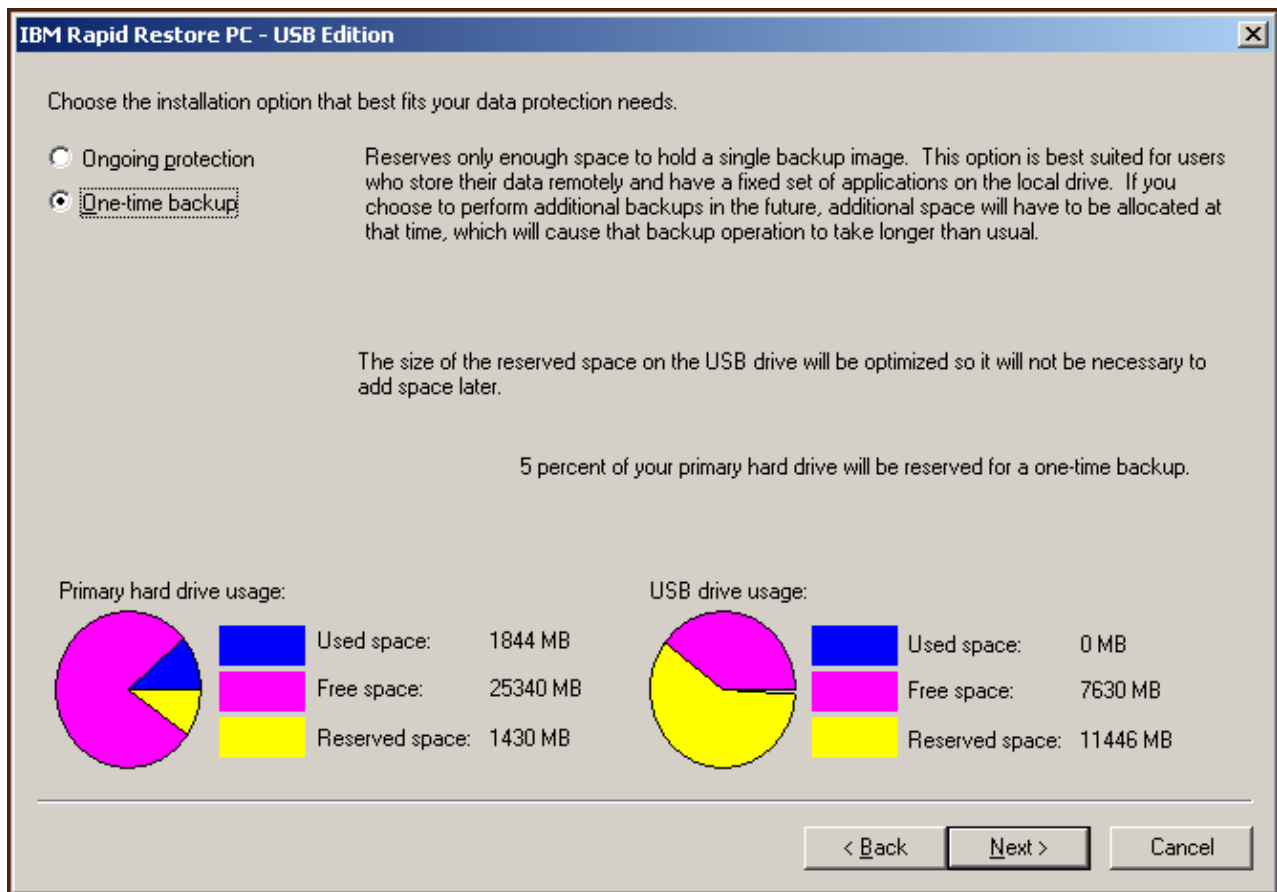 IBM Rapid Restore PC - USB Edition
Choose the installation option that best fits your data protection needs.
Ongoing protection
One-time backup
Reserves only enough space to hold a single backup image.  This option is best suited for users
who store their data remotely and have a fixed set of applications on the local drive.  If you
choose to perform additional backups in the future, additional space will have to be allocated at
that time, which will cause that backup operation to take longer than usual.
The size of the reserved space on the USB drive will be optimized so it will not be necessary to
add space later.
5 percent of your primary hard drive will be reserved for a one-time backup.
Primary hard drive usage:
Used space: 1844 MB
Free space: 25340 MB
Reserved space: 1430 MB
USB drive usage:
Used space: 0 MB
Free space: 7630 MB
Reserved space: 11446 MB
< Back
Next >
Cancel